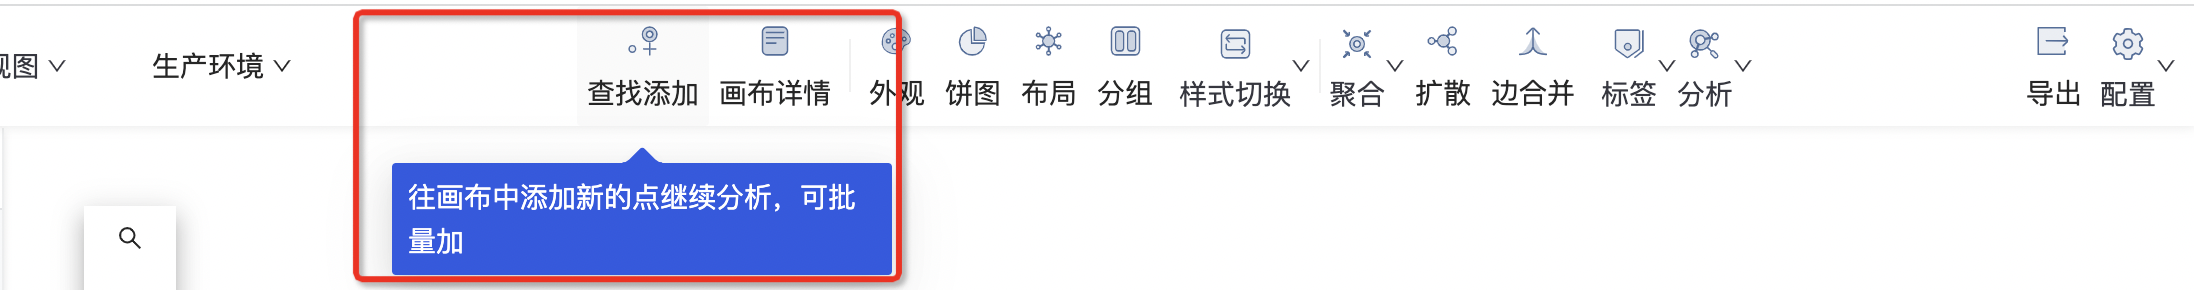 视图
生产环境
查找添加
画布详情
外观
饼图
布局
分组
样式切换
聚合
扩散
边合并
标签
分析
导出
配置
往画布中添加新的点继续分析，可批
量加